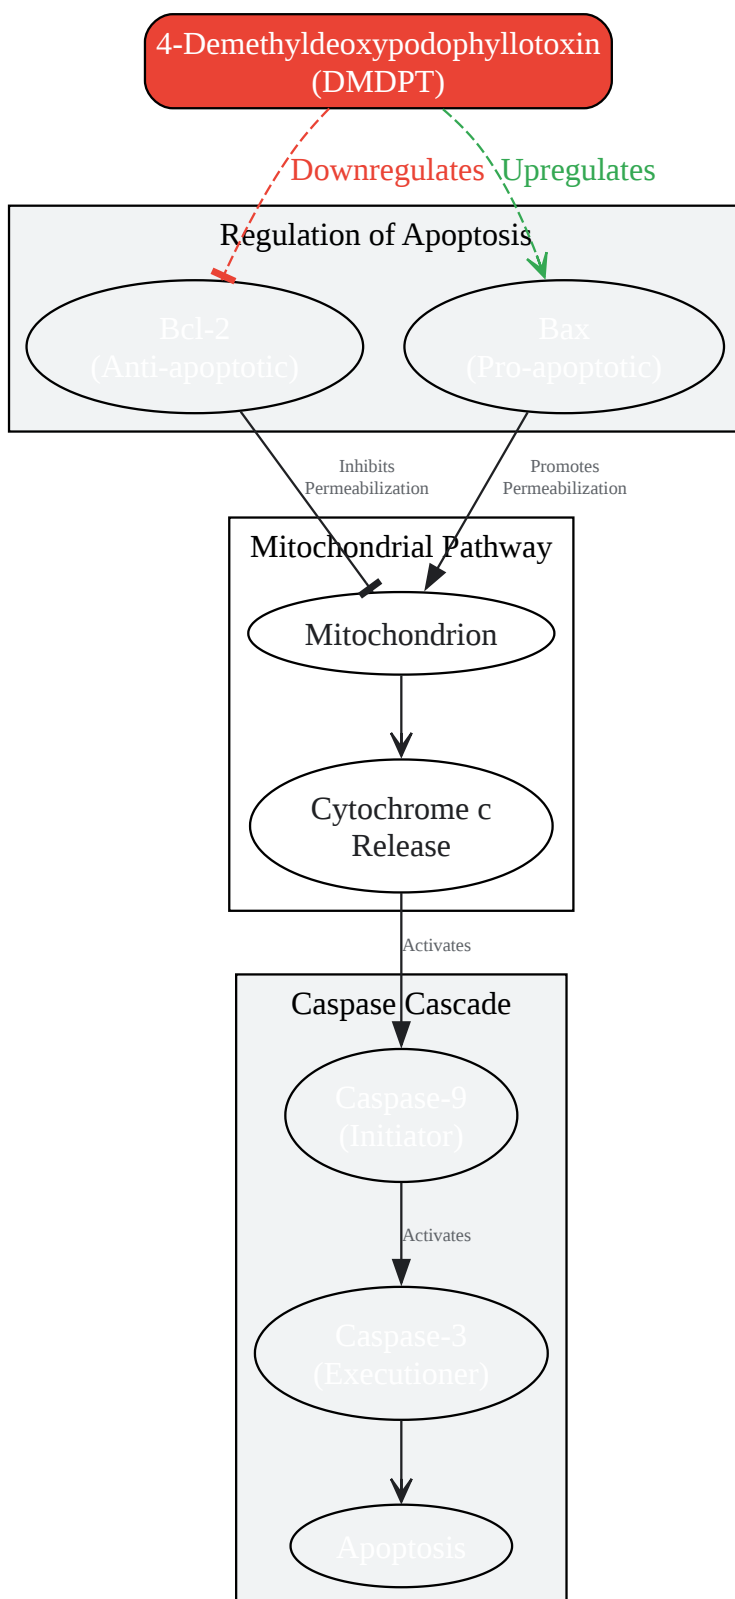 4-Demethyldeoxypodophyllotoxin
(DMDPT)
Downregulates
Upregulates
Regulation of Apoptosis
Bcl-2
(Anti-apoptotic)
Bax
(Pro-apoptotic)
Inhibits
Permeabilization
Promotes
Permeabilization
Mitochondrial Pathway
Mitochondrion
Cytochrome c
Release
Activates
Caspase Cascade
Caspase-9
(Initiator)
Activates
Caspase-3
(Executioner)
Apoptosis